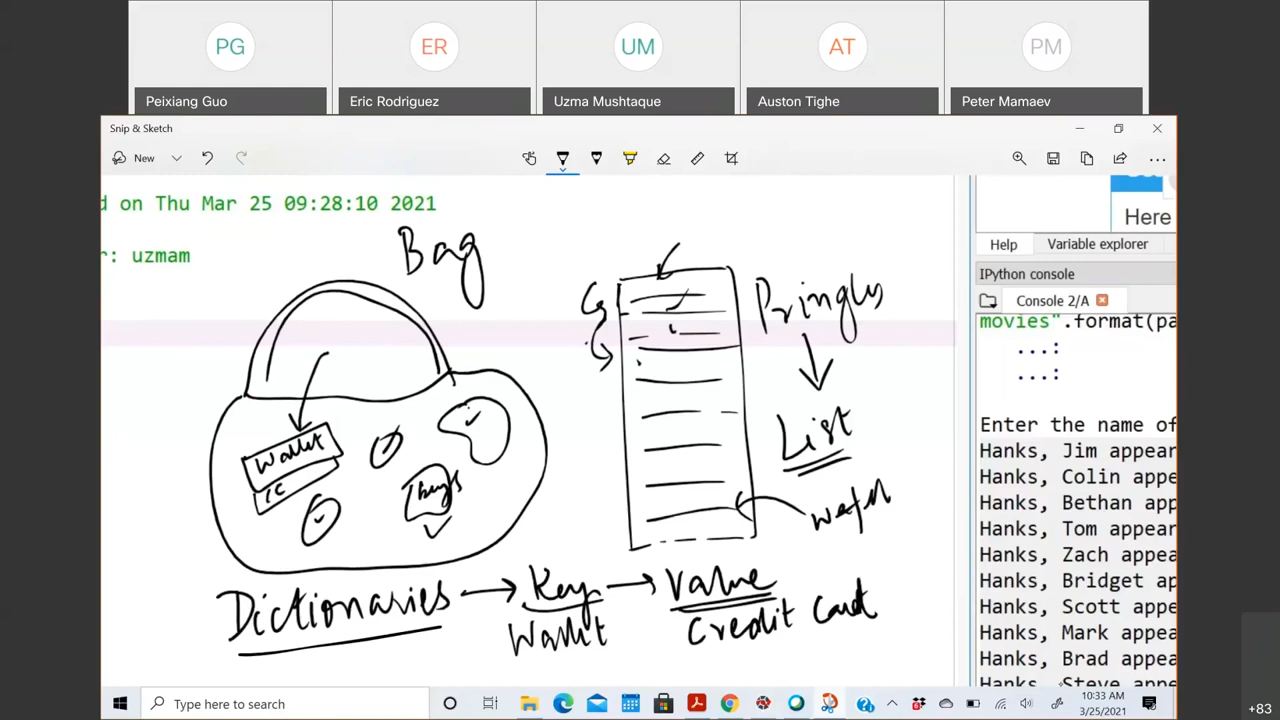 PG
ER
UM
AT
PM
Peixiang Guo
Eric Rodriguez
Uzma Mushtaque
Auston Tighe
Peter Mamaev
Snip & Sketch
New
d on Thu Mar 25 09:28:10 2021
r: uzmam
Bag
Wallet
Things
Pringles
List
Dictionaries → Key → Value
Wallet
Credit Card
Here
Help
Variable explorer
IPython console
Console 2/A
movies".format(pa
...:
...:
Enter the name of
Hanks, Jim appear
Hanks, Colin appe
Hanks, Bethan app
Hanks, Tom appear
Hanks, Zach appea
Hanks, Bridget ap
Hanks, Scott appe
Hanks, Mark appea
Hanks, Brad appea
Hanks, Steve appe
Type here to search
10:33 AM
3/25/2021
+83